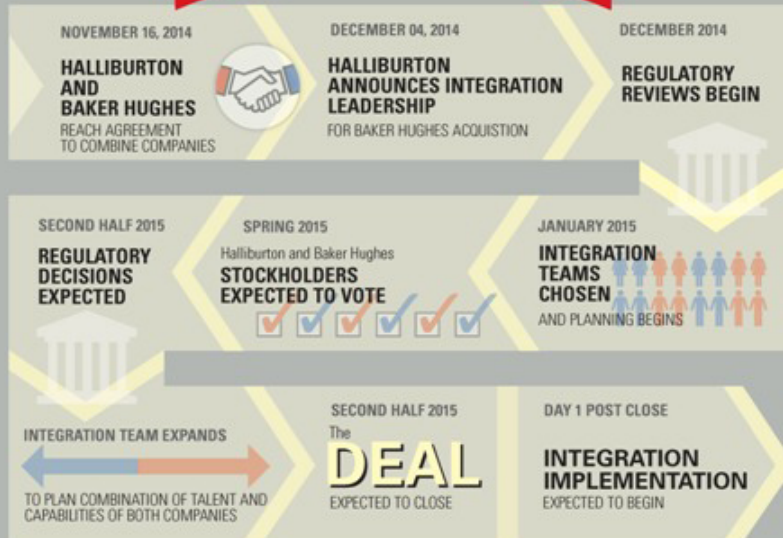 NOVEMBER 16, 2014
HALLIBURTON
AND
BAKER HUGHES
REACH AGREEMENT
TO COMBINE COMPANIES
DECEMBER 04, 2014
HALLIBURTON
ANNOUNCES INTEGRATION
LEADERSHIP
FOR BAKER HUGHES ACQUISTION
DECEMBER 2014
REGULATORY
REVIEWS BEGIN
JANUARY 2015
INTEGRATION
TEAMS
CHOSEN
AND PLANNING BEGINS
SPRING 2015
Halliburton and Baker Hughes
STOCKHOLDERS
EXPECTED TO VOTE
SECOND HALF 2015
REGULATORY
DECISIONS
EXPECTED
INTEGRATION TEAM EXPANDS
TO PLAN COMBINATION OF TALENT AND
CAPABILITIES OF BOTH COMPANIES
SECOND HALF 2015
The
DEAL
EXPECTED TO CLOSE
DAY 1 POST CLOSE
INTEGRATION
IMPLEMENTATION
EXPECTED TO BEGIN